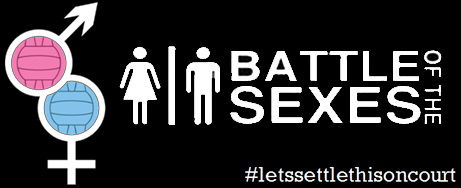 BATTLE
OF THE
SEXES
#letssettlethisoncourt